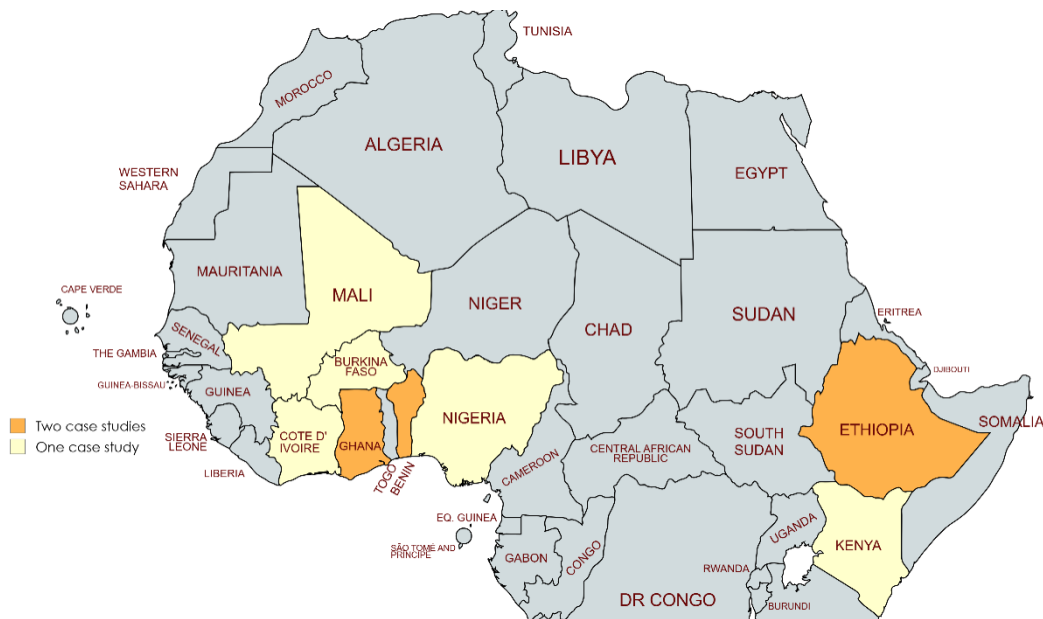 TUNISIA
MOROCCO
ALGERIA
LIBYA
EGYPT
WESTERN
SAHARA
MAURITANIA
MALI
NIGER
CHAD
SUDAN
ERITREA
CAPE VERDE
SENEGAL
THE GAMBIA
GUINEA-BISSAU
GUINEA
BURKINA
FASO
DJIBOUTI
SIERRA
LEONE
LIBERIA
COTE D'
IVOIRE
GHANA
TOGO
BENIN
NIGERIA
CAMEROON
CENTRAL AFRICAN
REPUBLIC
SOUTH
SUDAN
ETHIOPIA
SOMALIA
EQ. GUINEA
SÃO TOMÉ AND
PRINCIPE
GABON
CONGO
DR CONGO
UGANDA
RWANDA
BURUNDI
KENYA
Two case studies
One case study